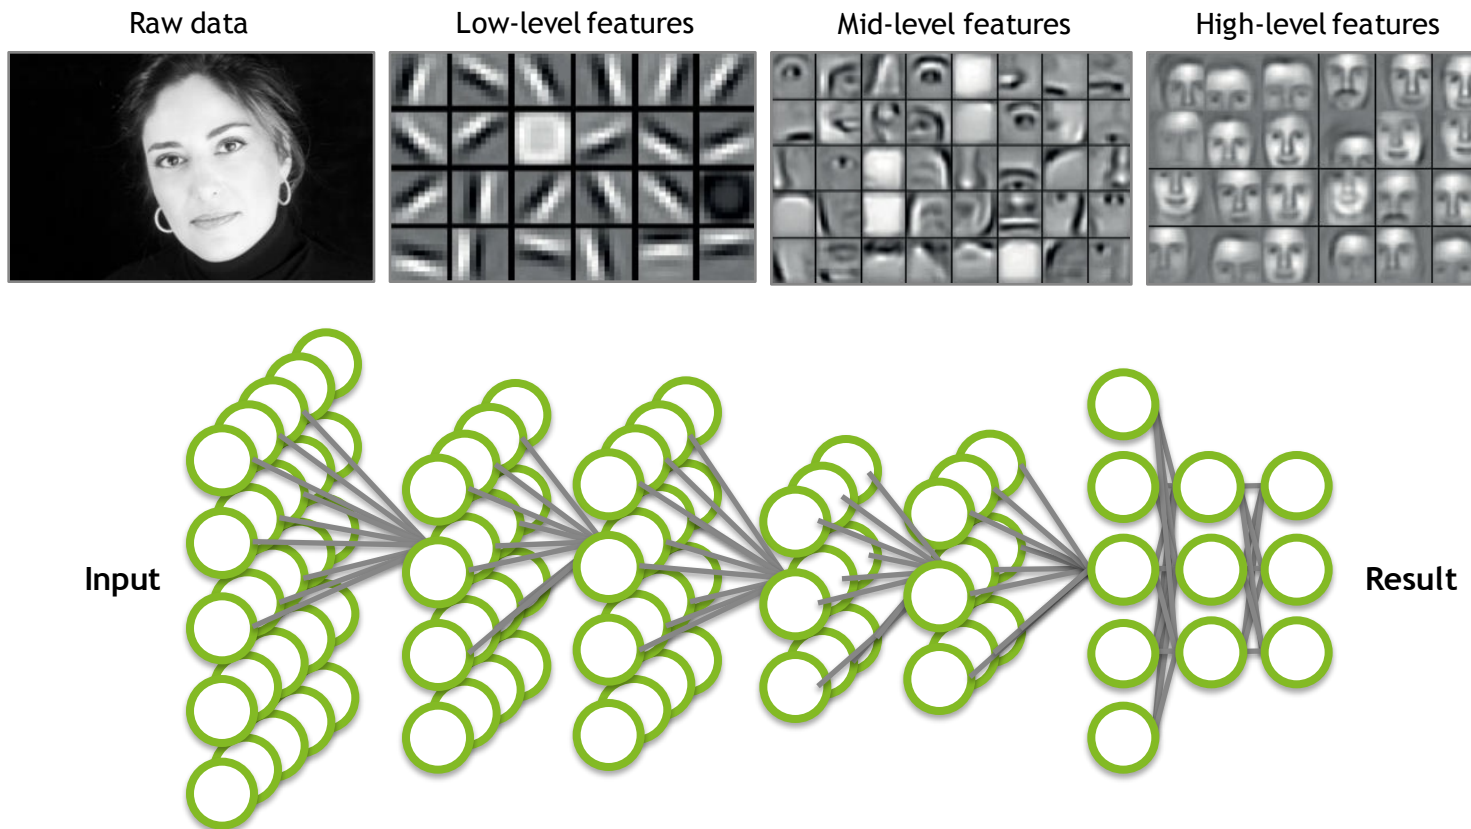 Raw data
Low-level features
Mid-level features
High-level features
Input
Result